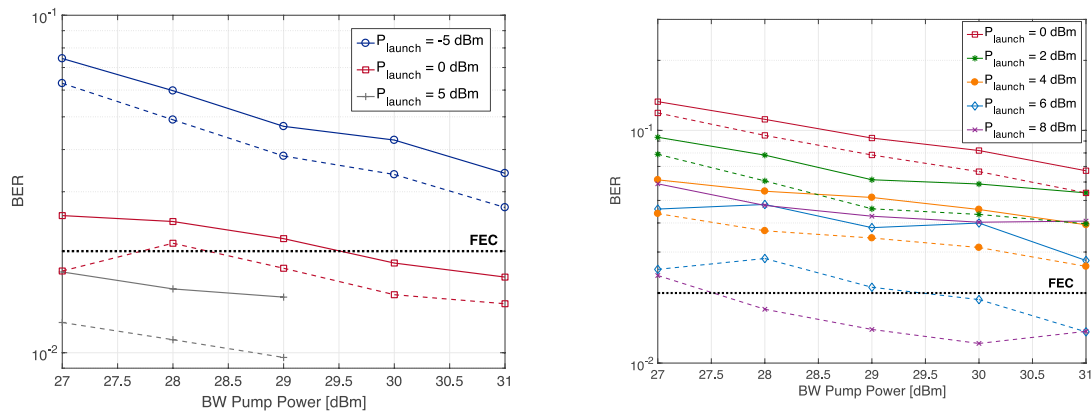 10^-1
P_launch = -5 dBm
P_launch = 0 dBm
P_launch = 5 dBm
BER
FEC
10^-2
27 27.5 28 28.5 29 29.5 30 30.5 31
BW Pump Power [dBm]
P_launch = 0 dBm
P_launch = 2 dBm
P_launch = 4 dBm
P_launch = 6 dBm
P_launch = 8 dBm
10^-1
BER
FEC
10^-2
27 27.5 28 28.5 29 29.5 30 30.5 31
BW Pump Power [dBm]